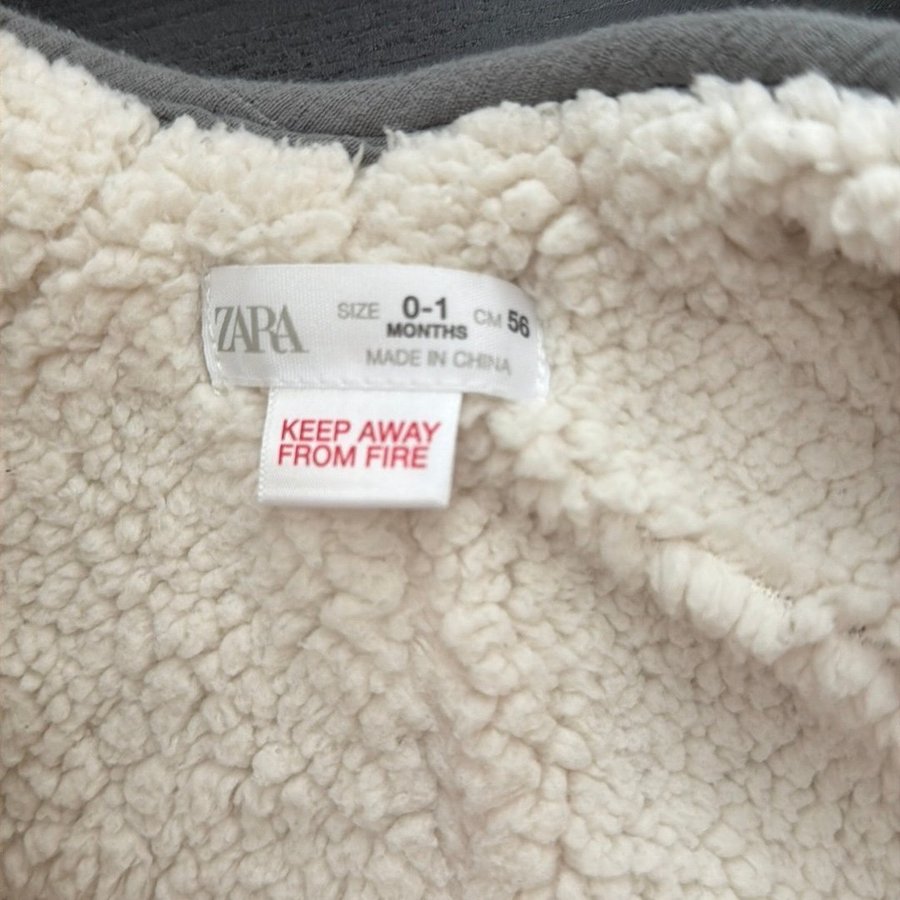 ZARA
SIZE 0-1 MONTHS CM 56
MADE IN CHINA
KEEP AWAY
FROM FIRE